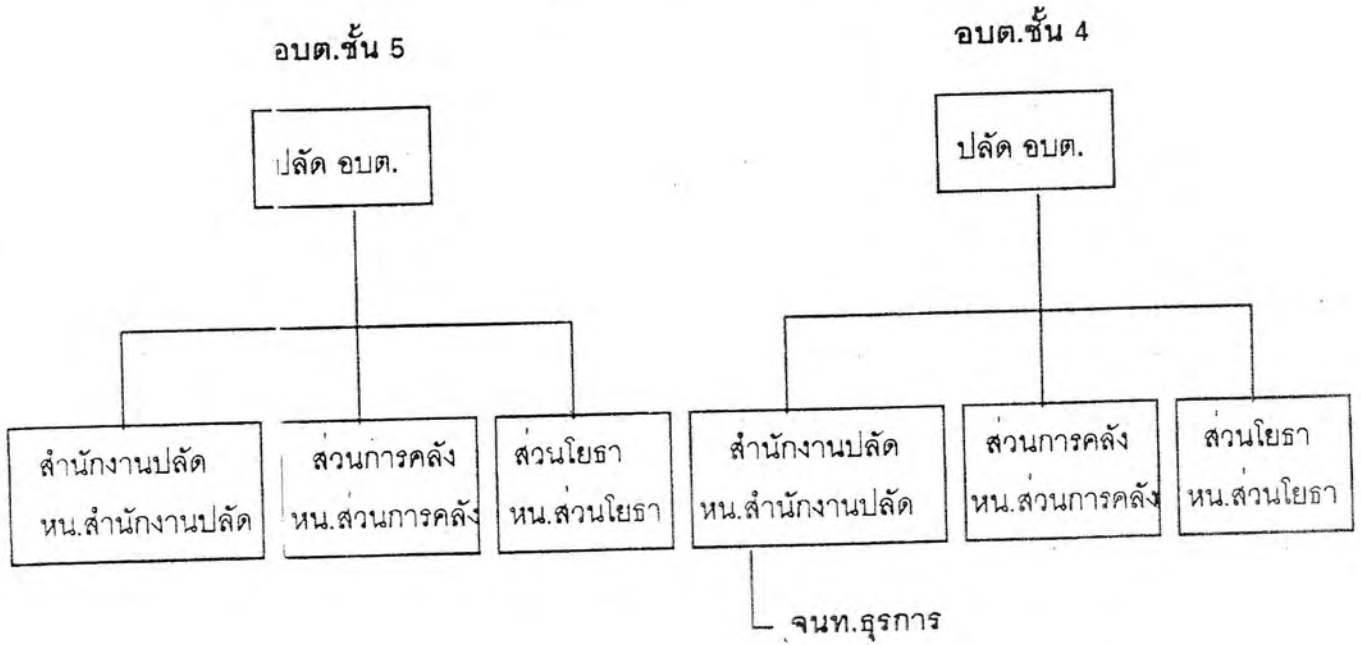 อบต.ชั้น 5
ปลัด อบต.
สำนักงานปลัด
หน.สำนักงานปลัด
ส่วนการคลัง
หน.ส่วนการคลัง
ส่วนโยธา
หน.ส่วนโยธา
อบต.ชั้น 4
ปลัด อบต.
สำนักงานปลัด
หน.สำนักงานปลัด
ส่วนการคลัง
หน.ส่วนการคลัง
ส่วนโยธา
หน.ส่วนโยธา
จนท.ธุรการ